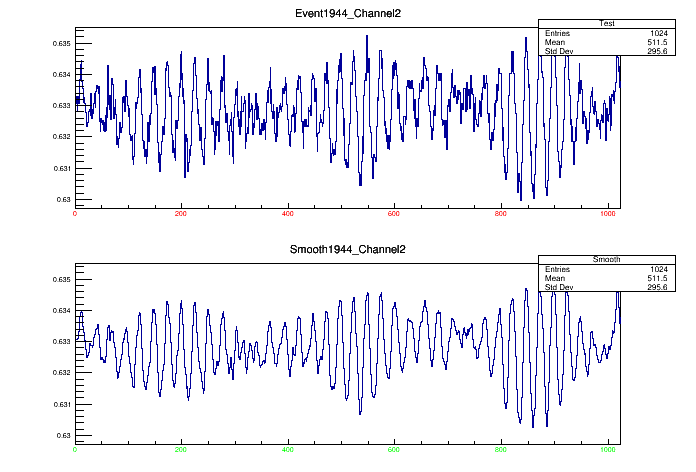 Event1944_Channel2
Test
Entries 1024
Mean 511.5
Std Dev 295.6
0.635
0.634
0.633
0.632
0.631
0.63
0 200 400 600 800 1000
Smooth1944_Channel2
Smooth
Entries 1024
Mean 511.5
Std Dev 295.6
0.635
0.634
0.633
0.632
0.631
0.63
0 200 400 600 800 1000